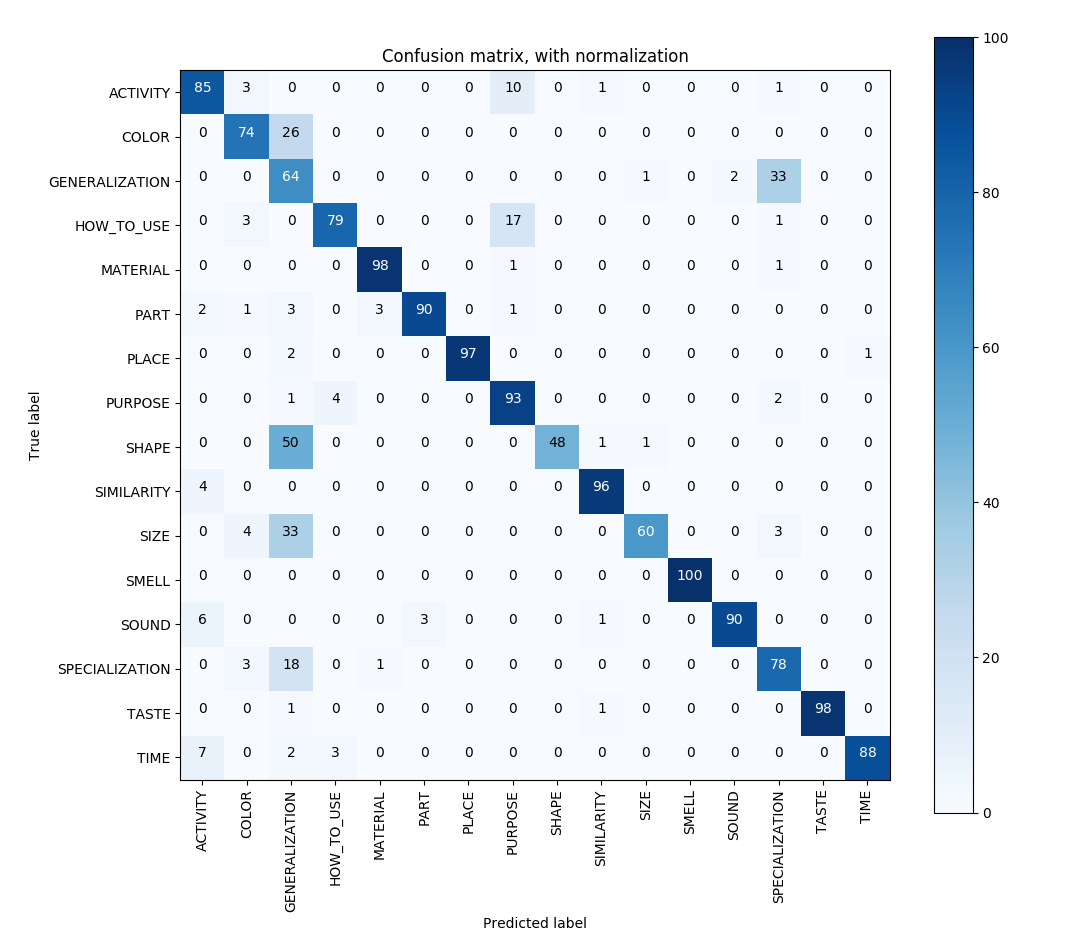 Confusion matrix, with normalization
ACTIVITY 85 3 0 0 0 0 0 10 0 1 0 0 0 1 0 0
COLOR 0 74 26 0 0 0 0 0 0 0 0 0 0 0 0 0
GENERALIZATION 0 0 64 0 0 0 0 0 0 0 1 0 2 33 0 0
HOW_TO_USE 0 3 0 79 0 0 0 17 0 0 0 0 0 1 0 0
MATERIAL 0 0 0 0 98 0 0 1 0 0 0 0 0 1 0 0
PART 2 1 3 0 3 90 0 1 0 0 0 0 0 0 0 0
PLACE 0 0 2 0 0 0 97 0 0 0 0 0 0 0 0 1
PURPOSE 0 0 1 4 0 0 0 93 0 0 0 0 0 2 0 0
SHAPE 0 0 50 0 0 0 0 0 48 1 1 0 0 0 0 0
SIMILARITY 4 0 0 0 0 0 0 0 0 96 0 0 0 0 0 0
SIZE 0 4 33 0 0 0 0 0 0 0 60 0 0 3 0 0
SMELL 0 0 0 0 0 0 0 0 0 0 0 100 0 0 0 0
SOUND 6 0 0 0 0 3 0 0 0 1 0 0 90 0 0 0
SPECIALIZATION 0 3 18 0 1 0 0 0 0 0 0 0 0 78 0 0
TASTE 0 0 1 0 0 0 0 0 0 1 0 0 0 0 98 0
TIME 7 0 2 3 0 0 0 0 0 0 0 0 0 0 0 88
ACTIVITY
COLOR
GENERALIZATION
HOW_TO_USE
MATERIAL
PART
PLACE
PURPOSE
SHAPE
SIMILARITY
SIZE
SMELL
SOUND
SPECIALIZATION
TASTE
TIME
True label
Predicted label
100
80
60
40
20
0